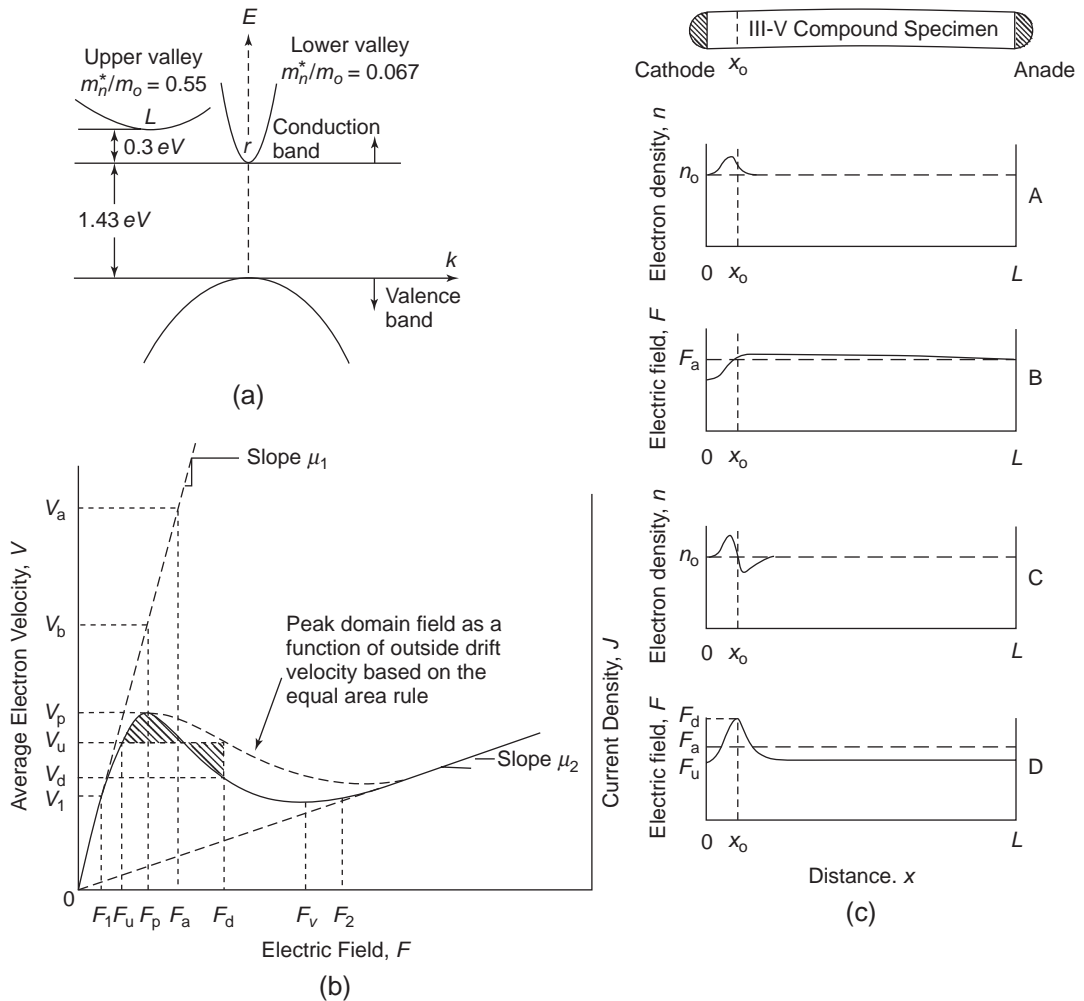 E
Upper valley
m*n/mo = 0.55
Lower valley
m*n/mo = 0.067
L
0.3 eV
r
Conduction
band
1.43 eV
k
Valence
band
(a)
Slope μ1
Va
Vb
Vp
Vu
Vd
V1
0
Average Electron Velocity, V
Peak domain field as a
function of outside drift
velocity based on the
equal area rule
Slope μ2
Current Density, J
F1 Fu Fp Fa Fd Fv F2
Electric Field, F
(b)
III-V Compound Specimen
Cathode
xo
Anade
Electron density, n
no
A
0 xo L
Electric field, F
Fa
B
0 xo L
Electron density, n
no
C
0 xo L
Electric field, F
Fd
Fa
Fu
D
0 xo L
Distance. x
(c)